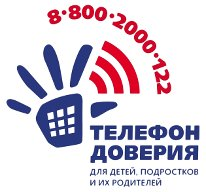 8-800-2000-122
ТЕЛЕФОН
ДОВЕРИЯ
ДЛЯ ДЕТЕЙ, ПОДРОСТКОВ
И ИХ РОДИТЕЛЕЙ